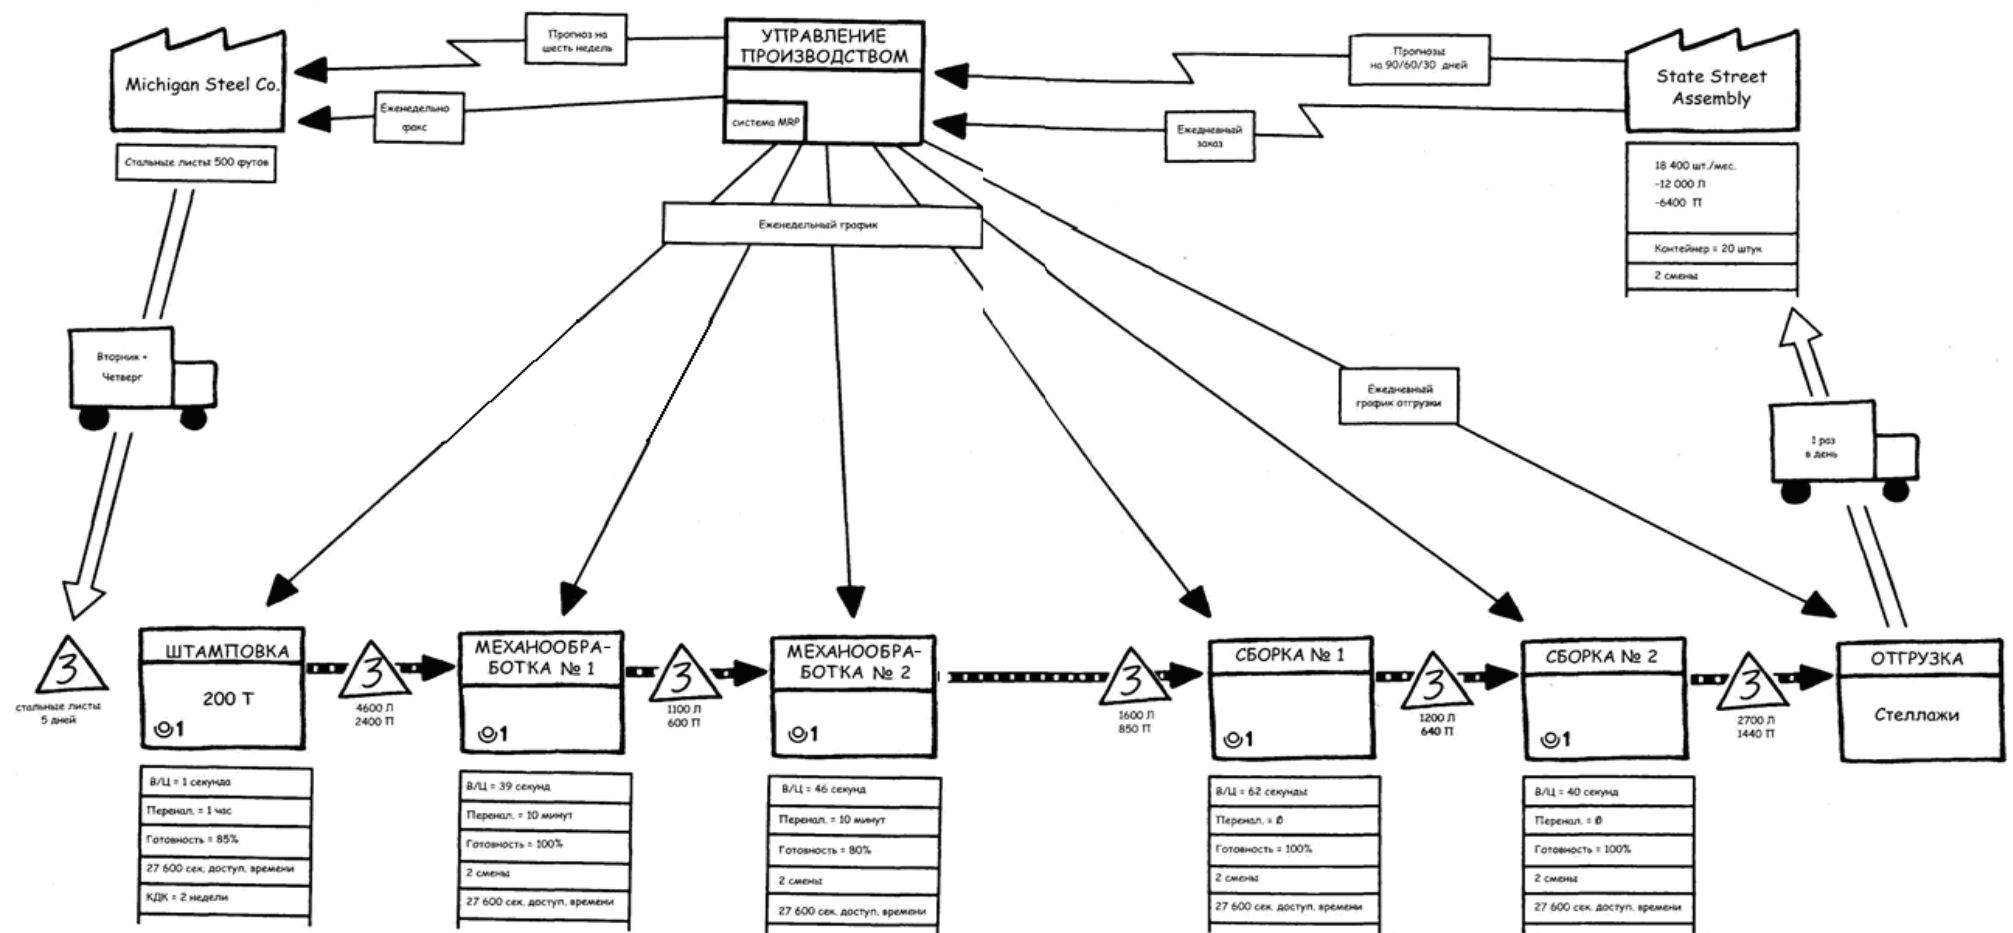 Прогноз на
шесть недель
УПРАВЛЕНИЕ
ПРОИЗВОДСТВОМ
Прогнозы
на 90/60/30 дней
Michigan Steel Co.
State Street
Assembly
Еженедельно
факс
система MRP
Ежедневный
заказ
Стальные листы 500 футов
18 400 шт./мес.
-12 000 Л
-6400 П
Контейнер = 20 штук
2 смены
Еженедельный график
Вторник +
Четверг
Ежедневный
график отгрузки
1 раз
в день
З
стальные листы
5 дней
ШТАМПОВКА
200 Т
1
З
4600 Л
2400 П
МЕХАНООБРА-
БОТКА № 1
1
З
1100 Л
600 П
МЕХАНООБРА-
БОТКА № 2
1
З
1600 Л
850 П
СБОРКА № 1
1
З
1200 Л
640 П
СБОРКА № 2
1
З
2700 Л
1440 П
ОТГРУЗКА
Стеллажи
В/Ц = 1 секунда
Перенал. = 1 час
Готовность = 85%
27 600 сек. доступ. времени
КДК = 2 недели
В/Ц = 39 секунд
Перенал. = 10 минут
Готовность = 100%
2 смены
27 600 сек. доступ. времени
В/Ц = 46 секунд
Перенал. = 10 минут
Готовность = 80%
2 смены
27 600 сек. доступ. времени
В/Ц = 62 секунды
Перенал. = 0
Готовность = 100%
2 смены
27 600 сек. доступ. времени
В/Ц = 40 секунд
Перенал. = 0
Готовность = 100%
2 смены
27 600 сек. доступ. времени